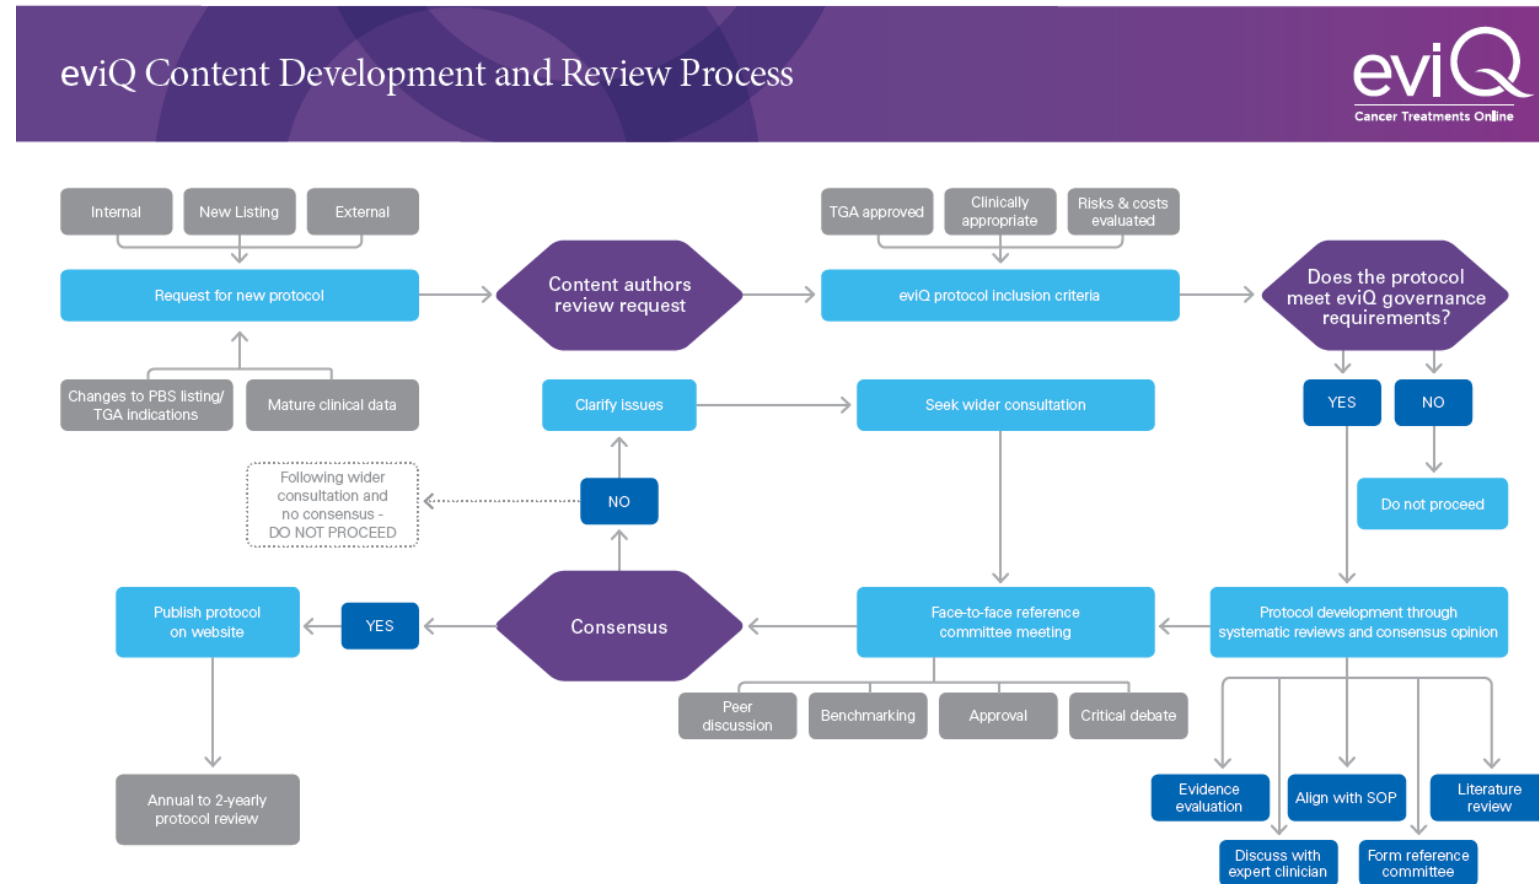 eviQ Content Development and Review Process
eviQ
Cancer Treatments Online
Internal
New Listing
External
TGA approved
Clinically
appropriate
Risks & costs
evaluated
Request for new protocol
Content authors
review request
eviQ protocol inclusion criteria
Does the protocol
meet eviQ governance
requirements?
Changes to PBS listing/
TGA indications
Mature clinical data
Clarify issues
Seek wider consultation
YES
NO
Following wider
consultation and
no consensus -
DO NOT PROCEED
NO
Do not proceed
Publish protocol
on website
YES
Consensus
Face-to-face reference
committee meeting
Protocol development through
systematic reviews and consensus opinion
Peer
discussion
Benchmarking
Approval
Critical debate
Annual to 2-yearly
protocol review
Evidence
evaluation
Align with SOP
Literature
review
Discuss with
expert clinician
Form reference
committee